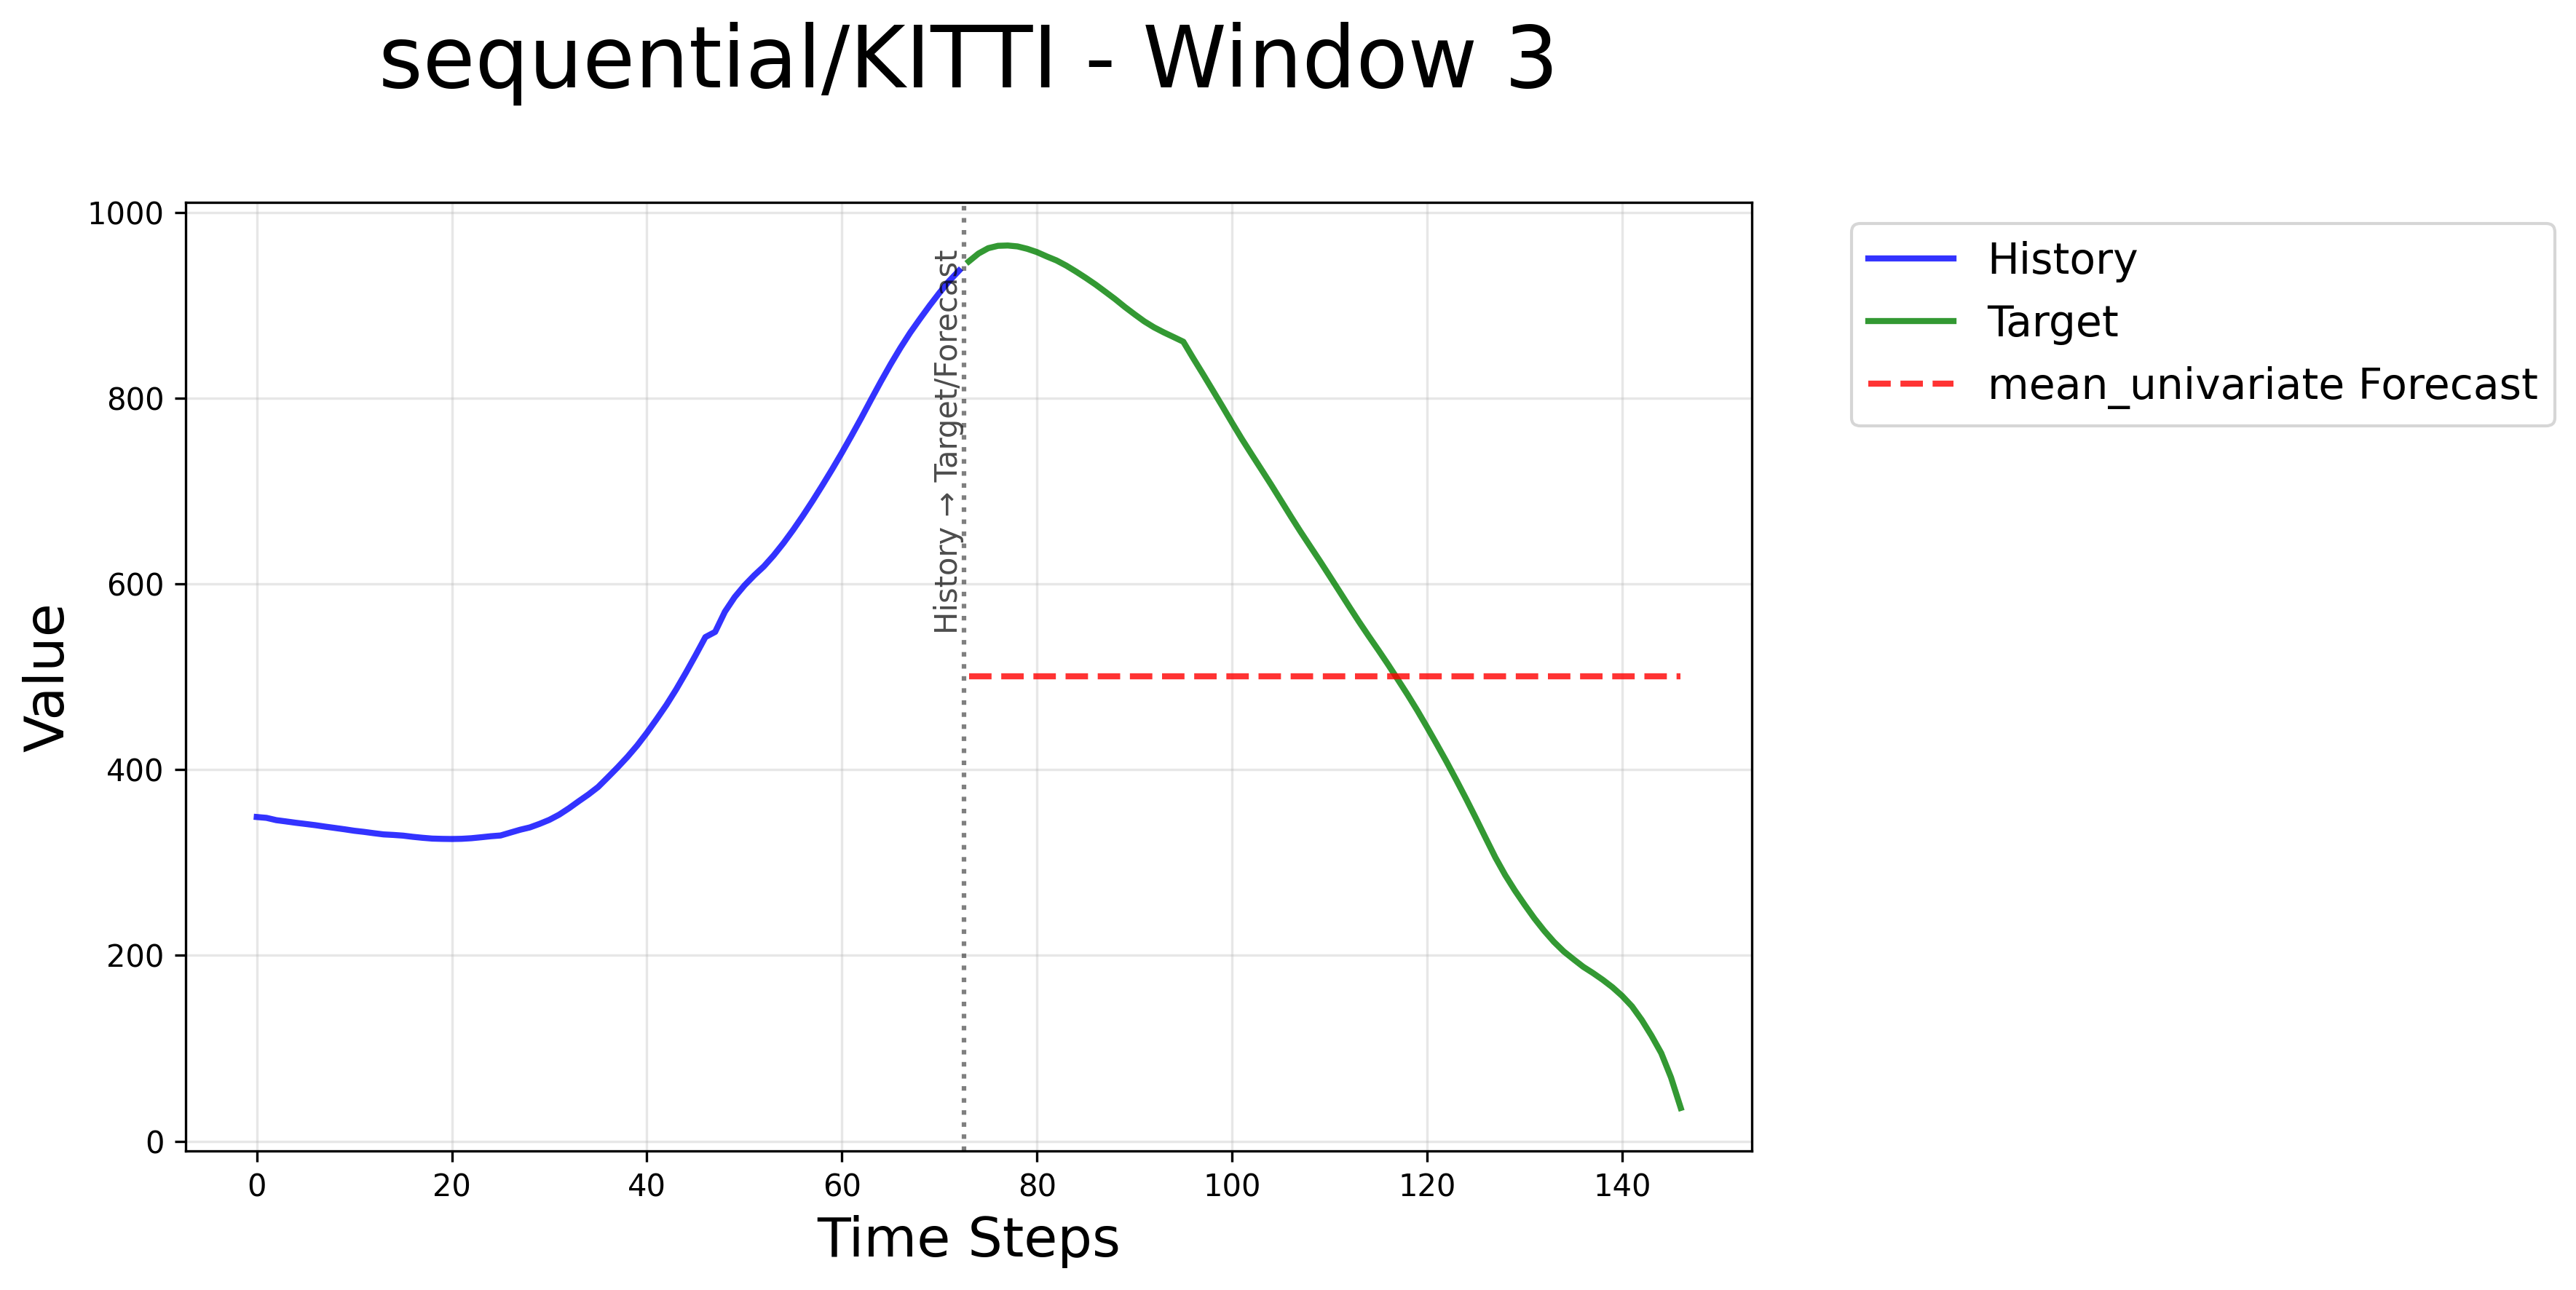 sequential/KITTI - Window 3
History
Target
mean_univariate Forecast
History → Target/Forecast
Value
1000
800
600
400
200
0
0 20 40 60 80 100 120 140
Time Steps